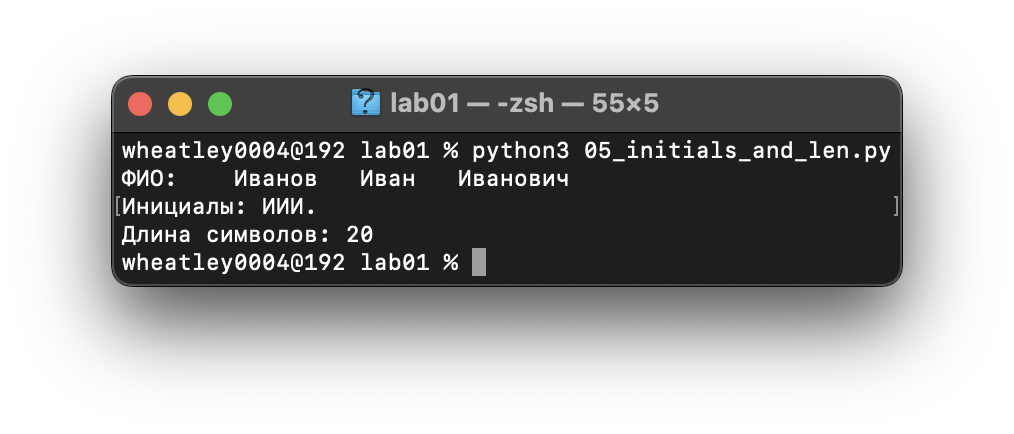 lab01 — -zsh — 55×5
wheatley0004@192 lab01 % python3 05_initials_and_len.py
ФИО:    Иванов   Иван   Иванович
[Инициалы: ИИИ.                                         ]
Длина символов: 20
wheatley0004@192 lab01 %